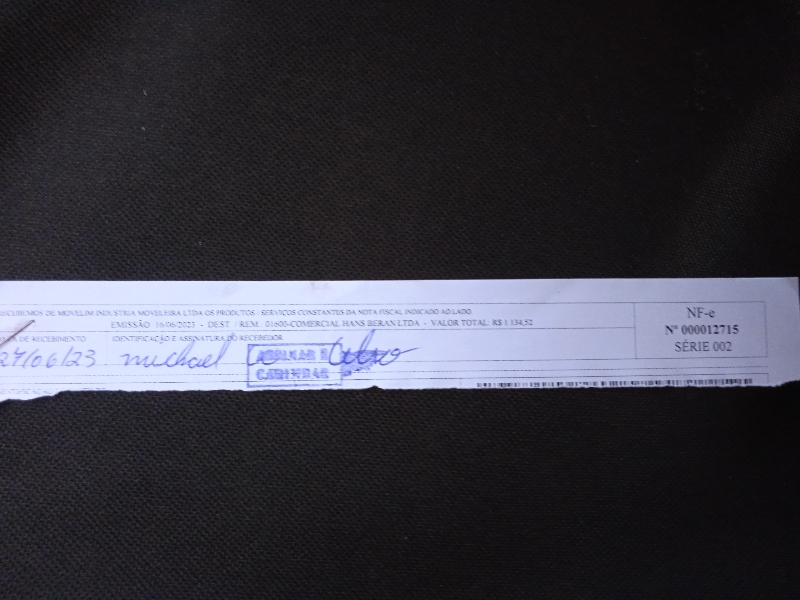 RECEBEMOS DE MOVELIM INDUSTRIA MOVELEIRA LTDA OS PRODUTOS / SERVIÇOS CONSTANTES DA NOTA FISCAL INDICADO AO LADO
EMISSÃO 16/06/2023 - DEST. / REM.: 01600-COMERCIAL HANS BERAN LTDA - VALOR TOTAL: R$ 1.134,52
DE RECEBIMENTO
IDENTIFICAÇÃO E ASSINATURA DO RECEBEDOR
27/06/23
michael
ASSINAR E
CARIMBAR
NF-e
Nº 000012715
SÉRIE 002